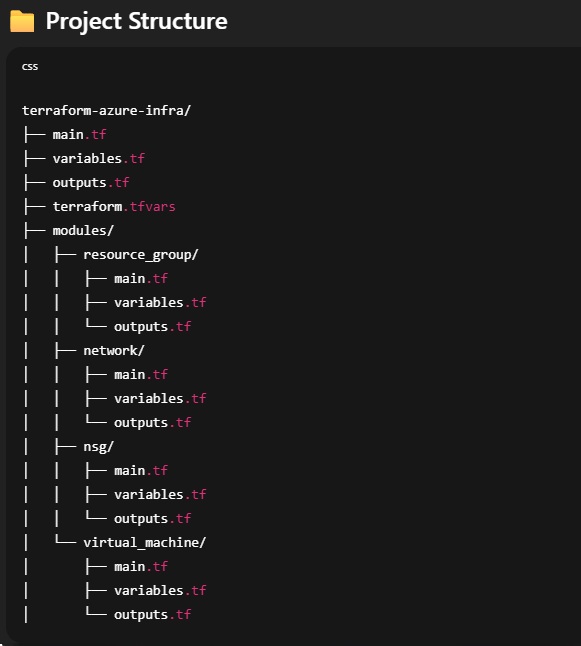 📁 Project Structure
css
terraform-azure-infra/
├── main.tf
├── variables.tf
├── outputs.tf
├── terraform.tfvars
├── modules/
│   ├── resource_group/
│   │   ├── main.tf
│   │   ├── variables.tf
│   │   └── outputs.tf
│   ├── network/
│   │   ├── main.tf
│   │   ├── variables.tf
│   │   └── outputs.tf
│   ├── nsg/
│   │   ├── main.tf
│   │   ├── variables.tf
│   │   └── outputs.tf
│   └── virtual_machine/
│       ├── main.tf
│       ├── variables.tf
│       └── outputs.tf